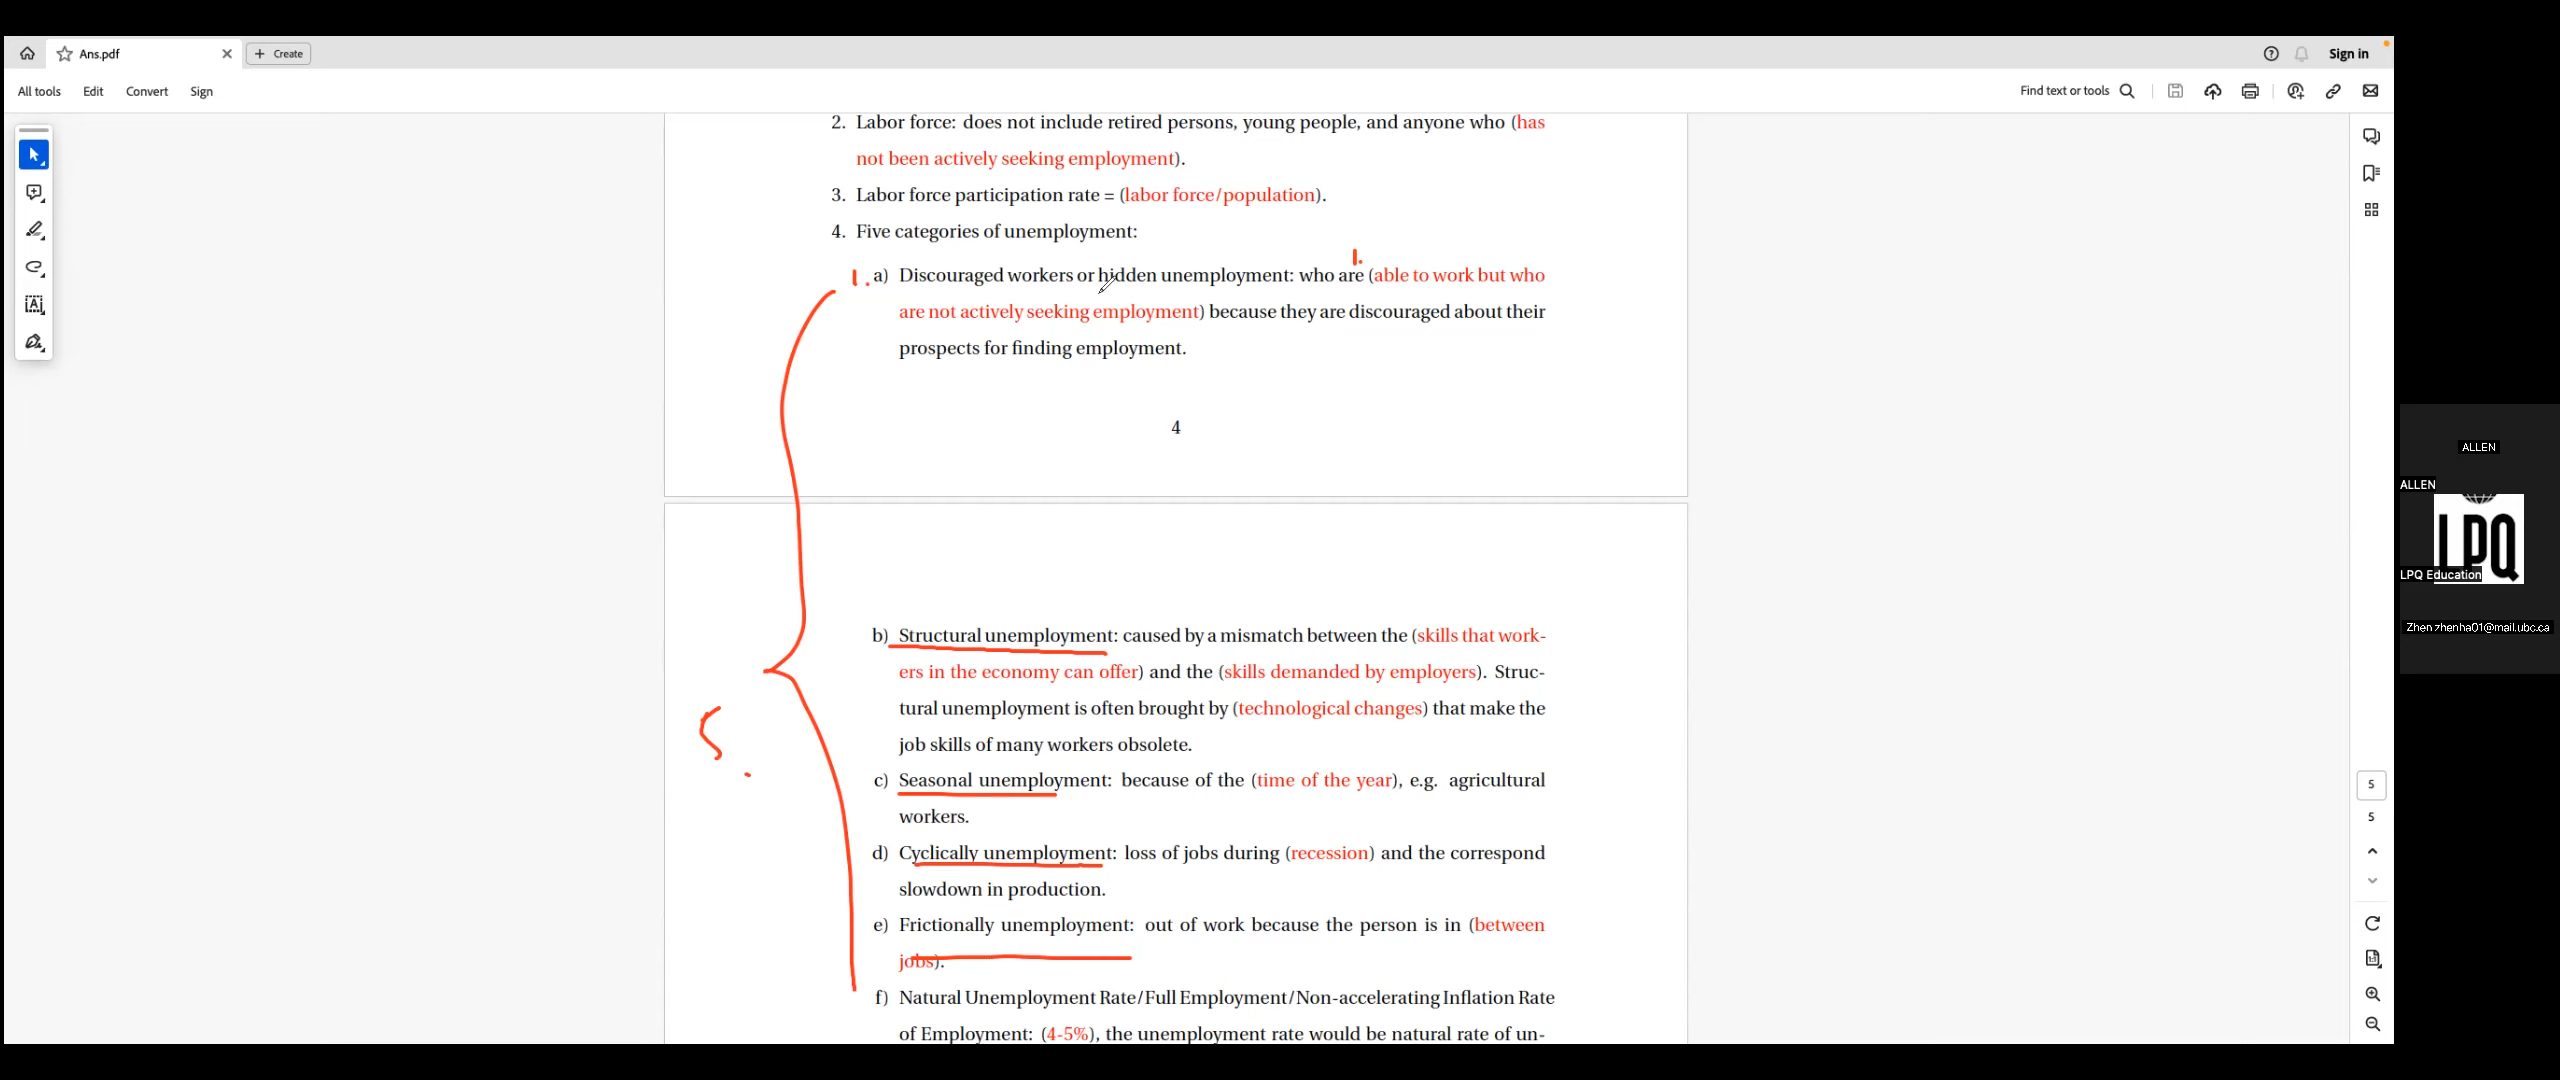 Ans.pdf
Create
Sign in
All tools Edit Convert Sign
Find text or tools
2. Labor force: does not include retired persons, young people, and anyone who (has
not been actively seeking employment).
3. Labor force participation rate = (labor force/population).
4. Five categories of unemployment:
1.
1. a) Discouraged workers or hidden unemployment: who are (able to work but who
are not actively seeking employment) because they are discouraged about their
prospects for finding employment.
4
b) Structural unemployment: caused by a mismatch between the (skills that work-
ers in the economy can offer) and the (skills demanded by employers). Struc-
tural unemployment is often brought by (technological changes) that make the
job skills of many workers obsolete.
c) Seasonal unemployment: because of the (time of the year), e.g. agricultural
workers.
d) Cyclically unemployment: loss of jobs during (recession) and the correspond
slowdown in production.
e) Frictionally unemployment: out of work because the person is in (between
jobs).
f) Natural Unemployment Rate/Full Employment/Non-accelerating Inflation Rate
of Employment: (4-5%), the unemployment rate would be natural rate of un-
5
5
ALLEN
ALLEN
LPQ
LPQ Education
Zhen zhenha01@mail.ubc.ca